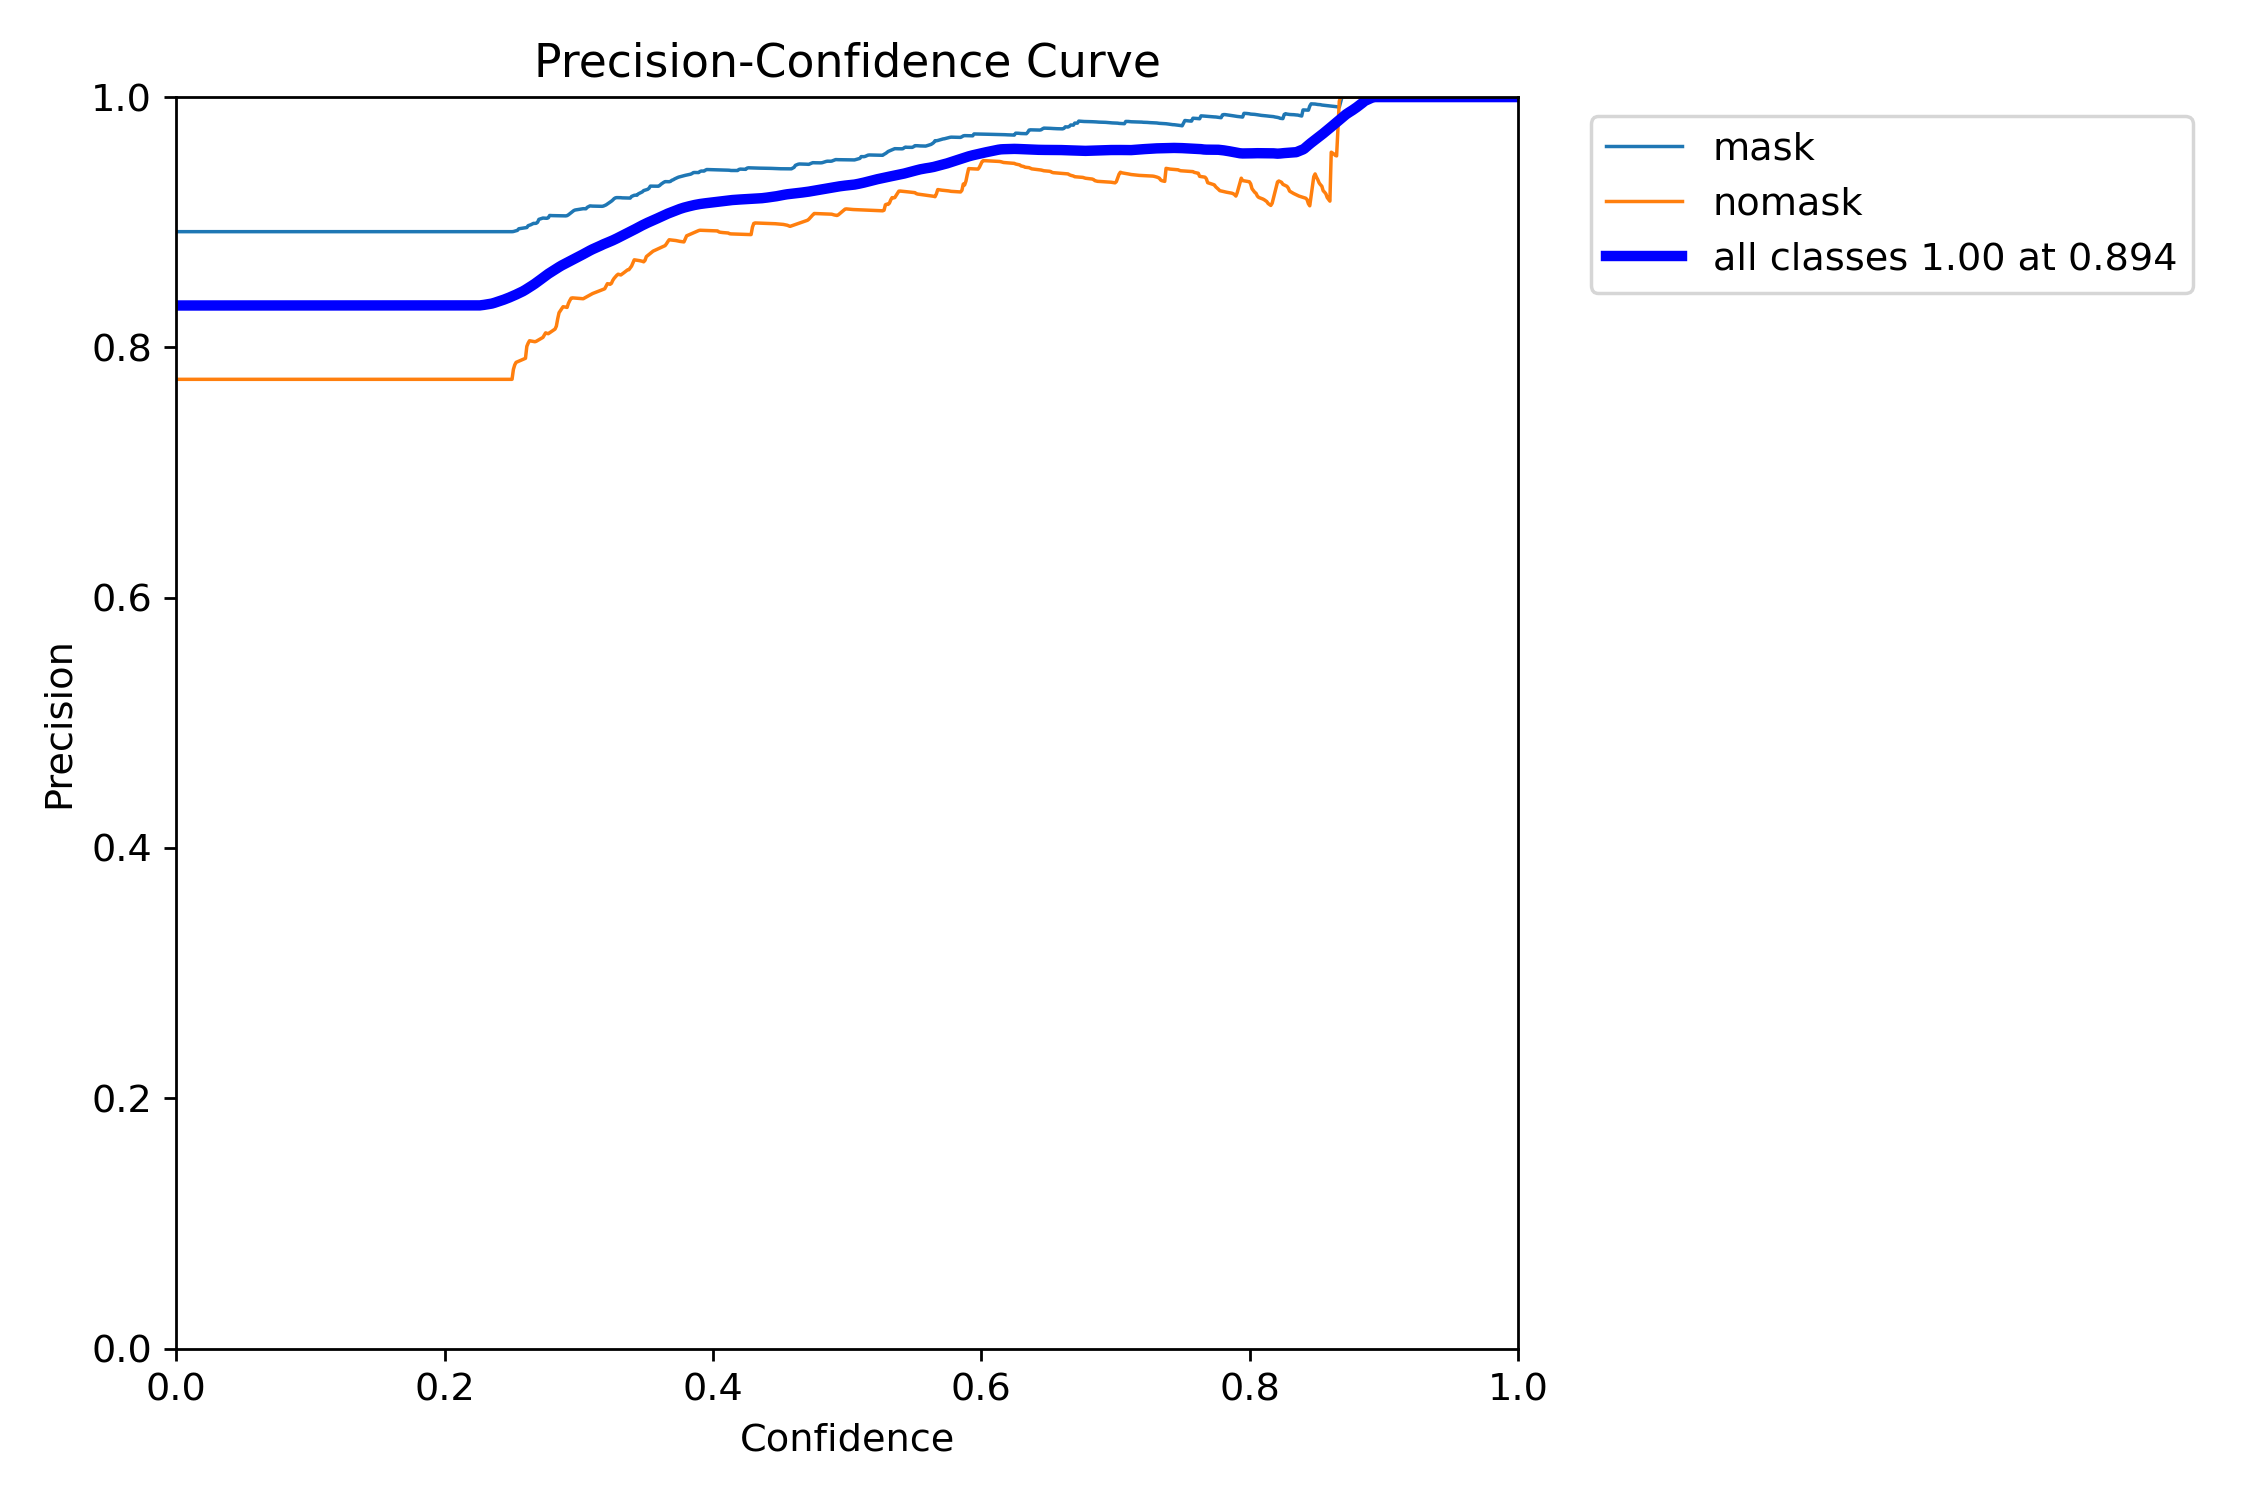 Precision-Confidence Curve
1.0
0.8
0.6
0.4
0.2
0.0
Precision
0.0 0.2 0.4 0.6 0.8 1.0
Confidence
mask
nomask
all classes 1.00 at 0.894